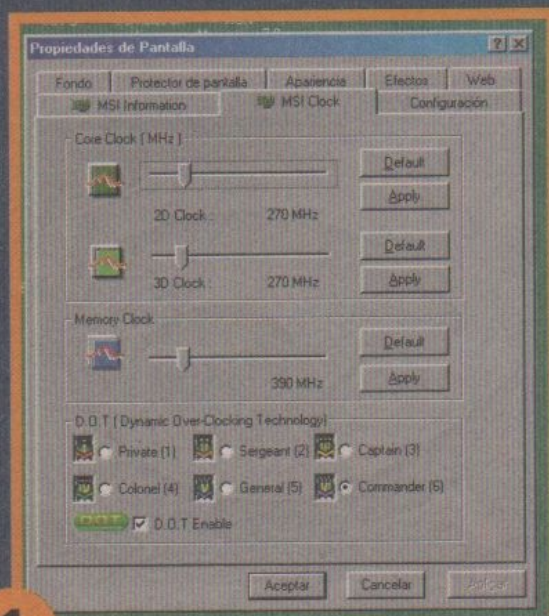 Propiedades de Pantalla
Fondo Protector de pantalla Apariencia Efectos Web
MSI Information MSI Clock Configuración
Core Clock [ MHz ]
Default
Apply
2D Clock : 270 MHz
Default
Apply
3D Clock : 270 MHz
Memory Clock
Default
Apply
390 MHz
D.O.T ( Dynamic Over-Clocking Technology)
Private (1) Sergeant (2) Captain (3)
Colonel (4) General (5) Commander (6)
D.O.T D.O.T Enable
Aceptar Cancelar Aplicar
1